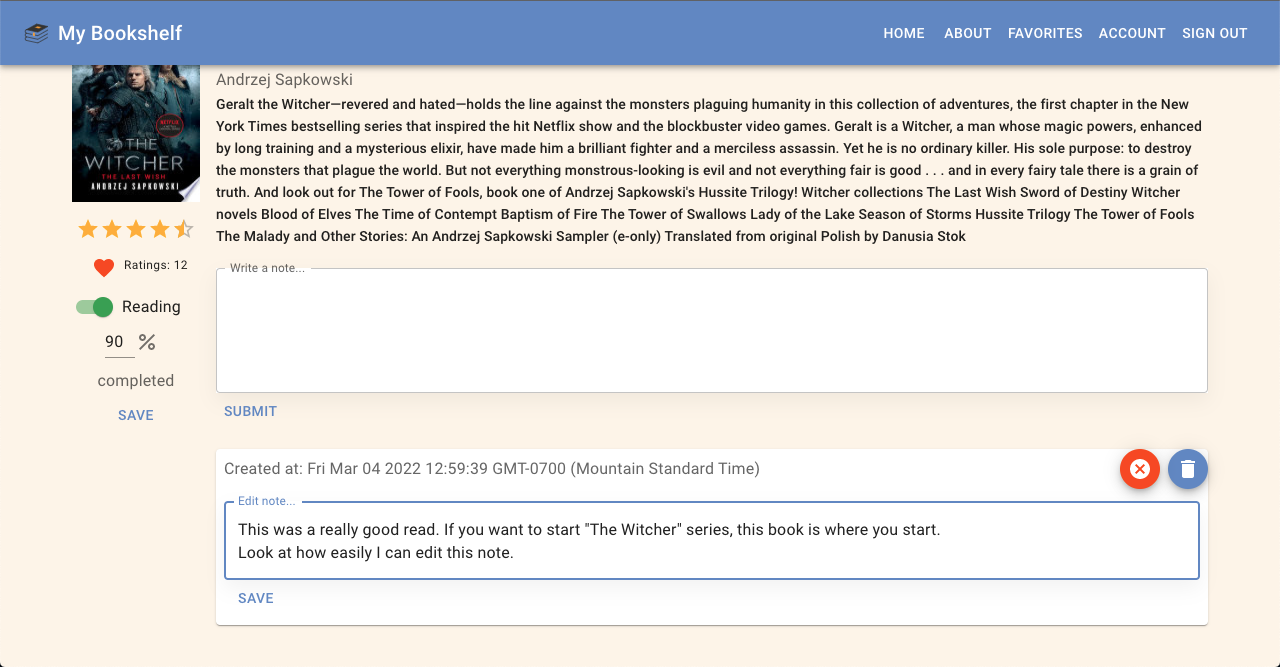 My Bookshelf
HOME ABOUT FAVORITES ACCOUNT SIGN OUT
THE
WITCHER
THE LAST WISH
ANDRZEJ SAPKOWSKI
Ratings: 12
Reading
90 %
completed
SAVE
Andrzej Sapkowski
Geralt the Witcher—revered and hated—holds the line against the monsters plaguing humanity in this collection of adventures, the first chapter in the New
York Times bestselling series that inspired the hit Netflix show and the blockbuster video games. Geralt is a Witcher, a man whose magic powers, enhanced
by long training and a mysterious elixir, have made him a brilliant fighter and a merciless assassin. Yet he is no ordinary killer. His sole purpose: to destroy
the monsters that plague the world. But not everything monstrous-looking is evil and not everything fair is good . . . and in every fairy tale there is a grain of
truth. And look out for The Tower of Fools, book one of Andrzej Sapkowski's Hussite Trilogy! Witcher collections The Last Wish Sword of Destiny Witcher
novels Blood of Elves The Time of Contempt Baptism of Fire The Tower of Swallows Lady of the Lake Season of Storms Hussite Trilogy The Tower of Fools
The Malady and Other Stories: An Andrzej Sapkowski Sampler (e-only) Translated from original Polish by Danusia Stok
Write a note...
SUBMIT
Created at: Fri Mar 04 2022 12:59:39 GMT-0700 (Mountain Standard Time)
Edit note...
This was a really good read. If you want to start "The Witcher" series, this book is where you start.
Look at how easily I can edit this note.
SAVE